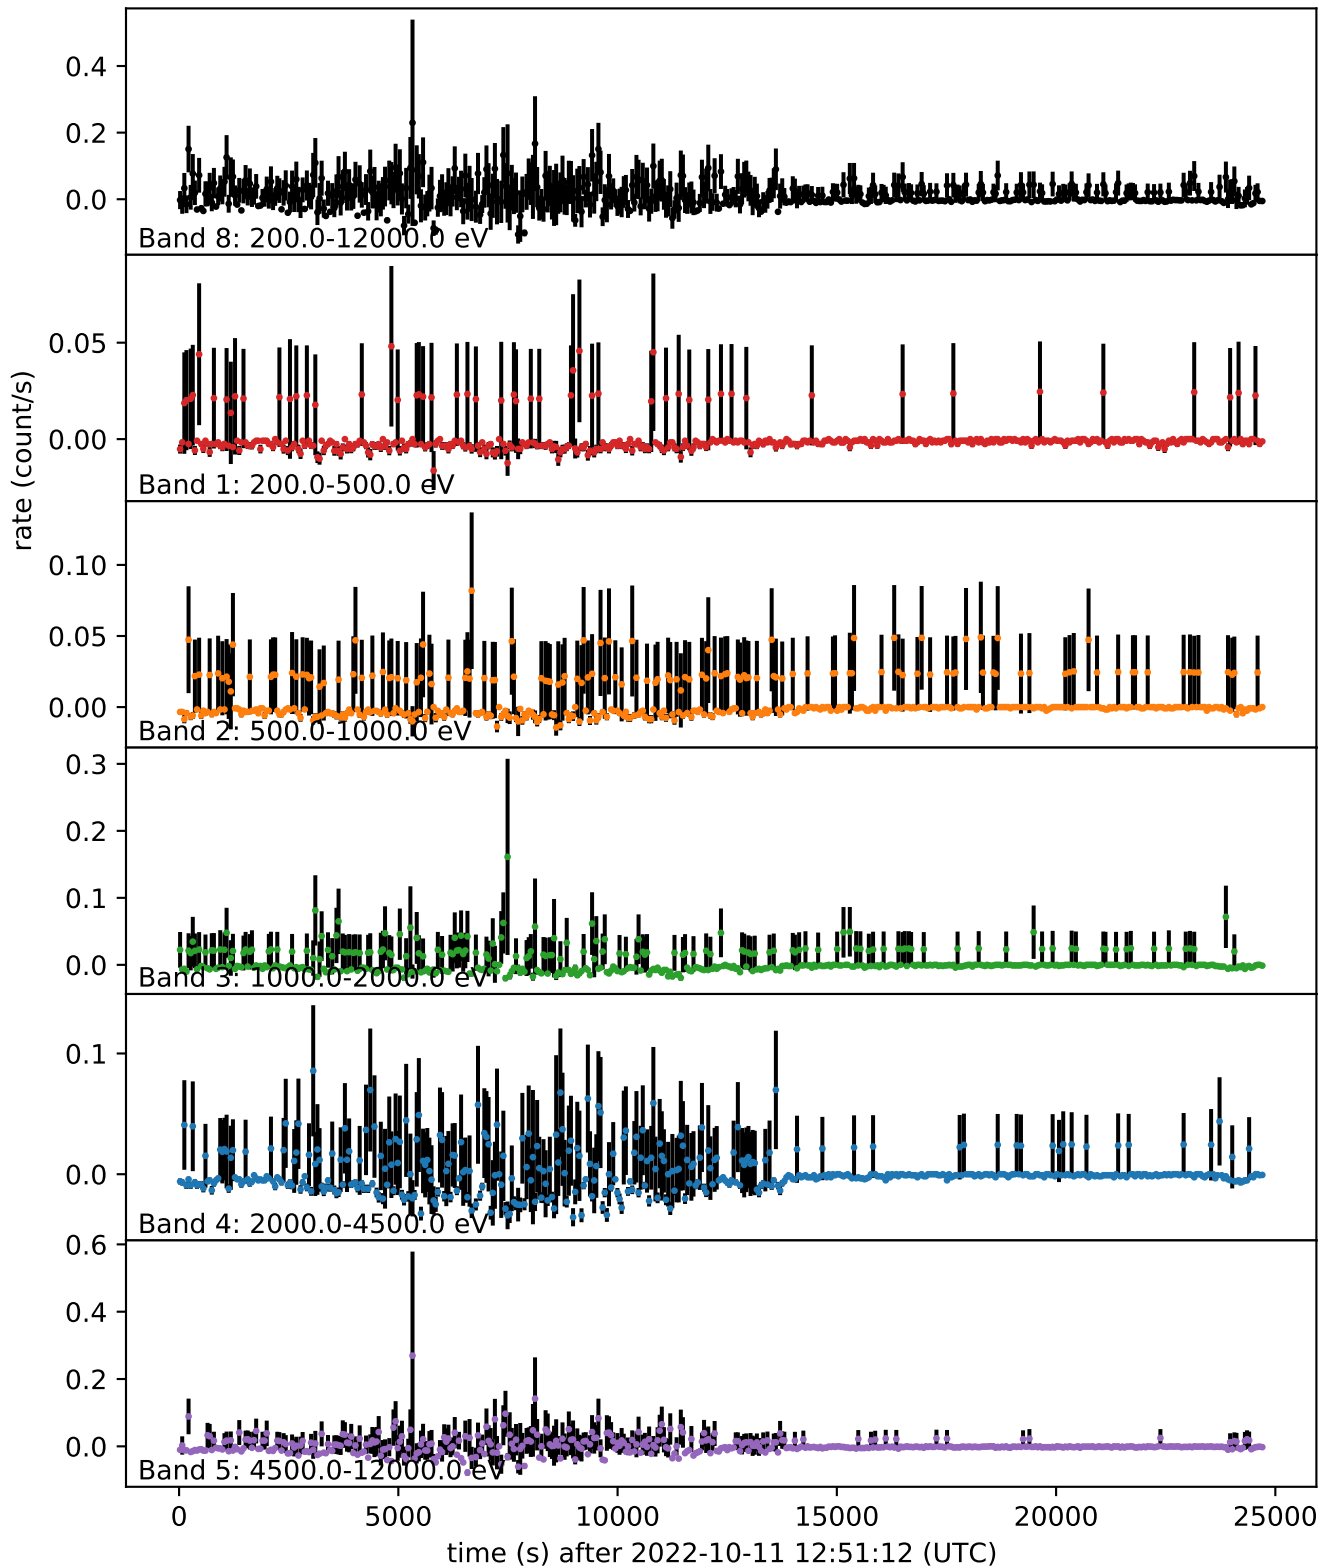 0.4
0.2
0.0
Band 8: 200.0-12000.0 eV
0.05
0.00
Band 1: 200.0-500.0 eV
rate (count/s)
0.10
0.05
0.00
Band 2: 500.0-1000.0 eV
0.3
0.2
0.1
0.0
Band 3: 1000.0-2000.0 eV
0.1
0.0
Band 4: 2000.0-4500.0 eV
0.6
0.4
0.2
0.0
Band 5: 4500.0-12000.0 eV
0 5000 10000 15000 20000 25000
time (s) after 2022-10-11 12:51:12 (UTC)